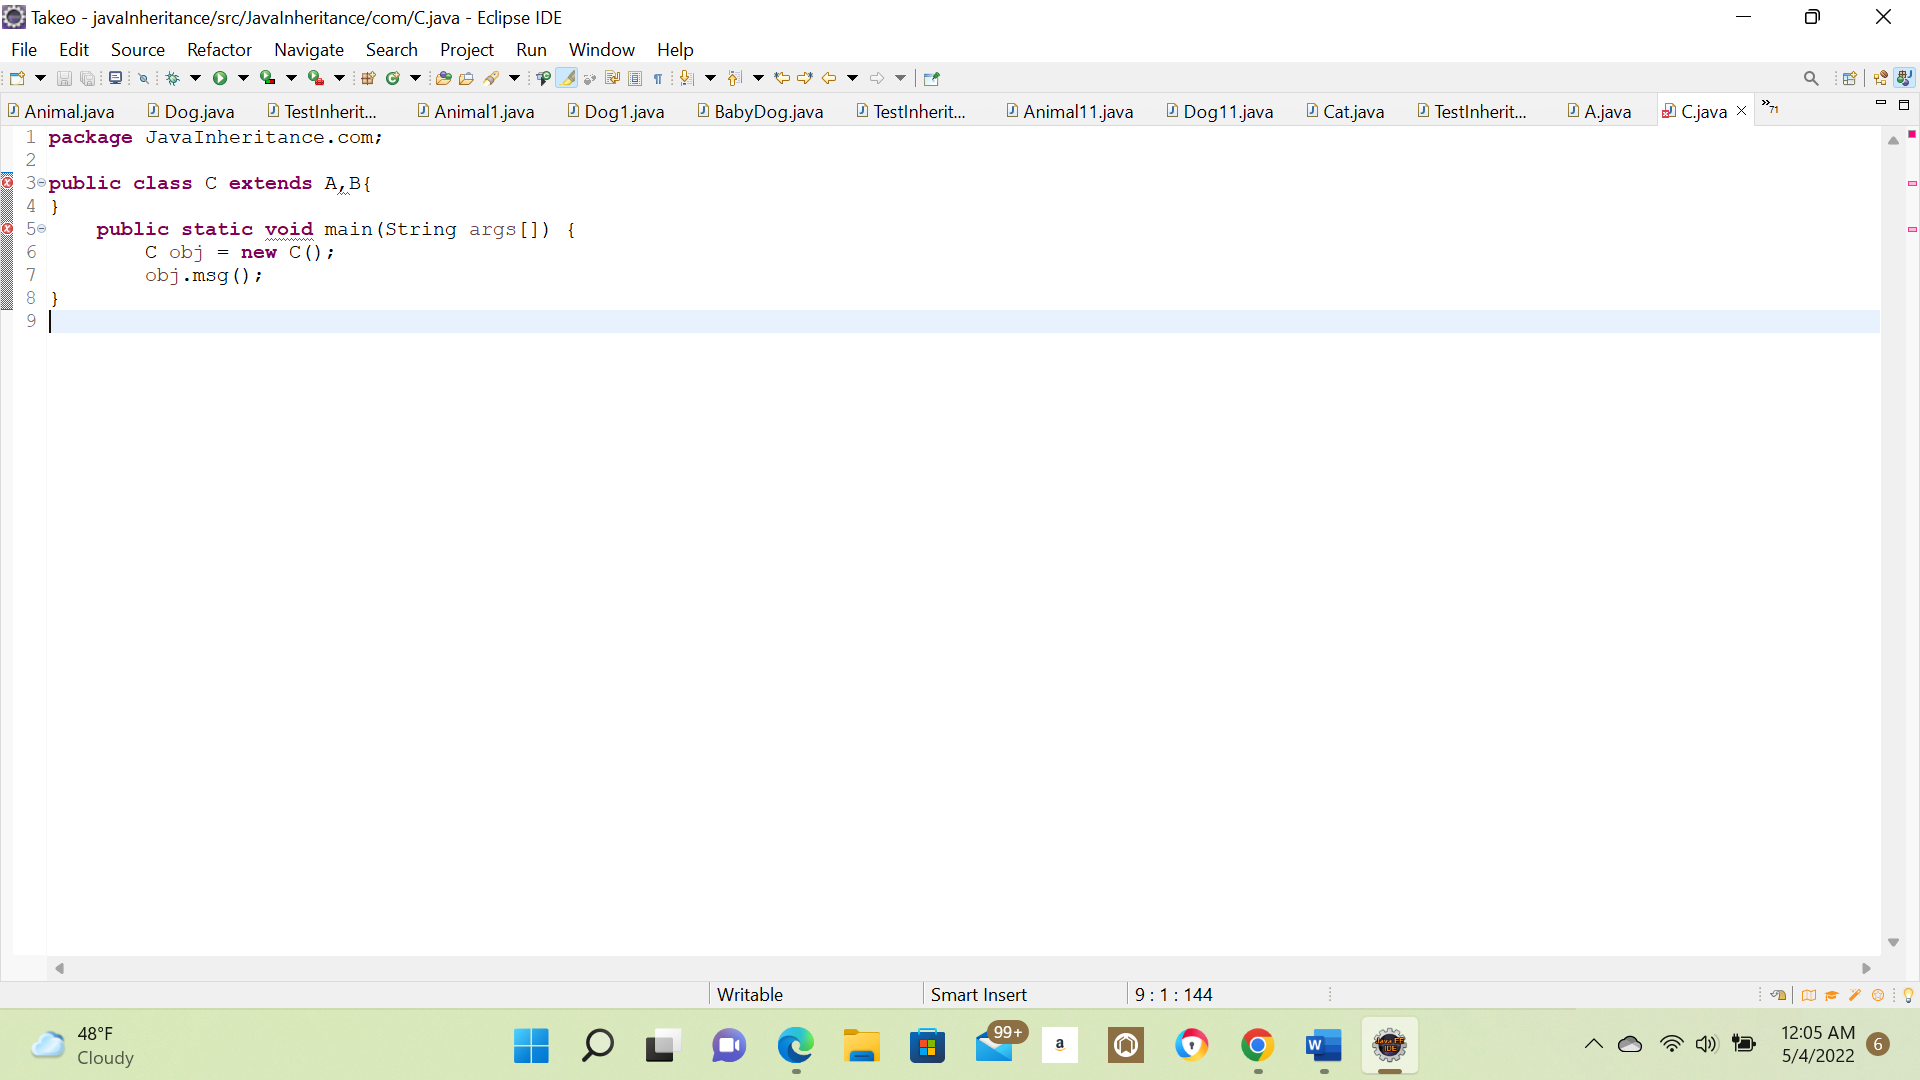 Takeo - javaInheritance/src/JavaInheritance/com/C.java - Eclipse IDE
File Edit Source Refactor Navigate Search Project Run Window Help
Animal.java Dog.java TestInherit... Animal1.java Dog1.java BabyDog.java TestInherit... Animal11.java Dog11.java Cat.java TestInherit... A.java C.java »71
1 package JavaInheritance.com;
2
3 public class C extends A,B{
4 }
5 public static void main(String args[]) {
6 C obj = new C();
7 obj.msg();
8 }
9
Writable Smart Insert 9 : 1 : 144
48°F
Cloudy
99+
a
W
Java EE
IDE
12:05 AM
5/4/2022
6